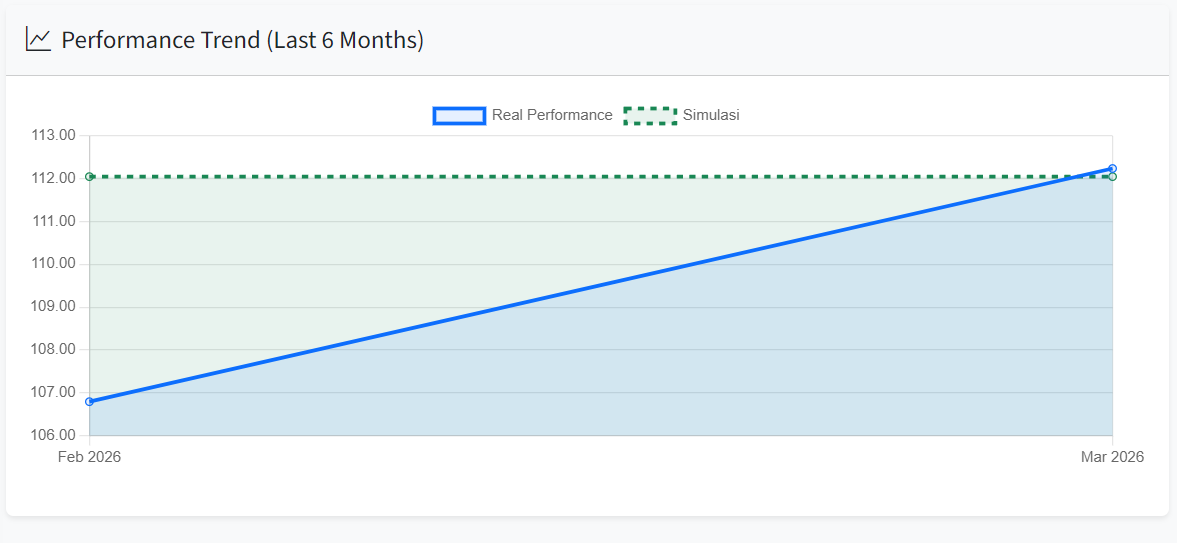 Performance Trend (Last 6 Months)
Real Performance Simulasi
113.00
112.00
111.00
110.00
109.00
108.00
107.00
106.00
Feb 2026 Mar 2026